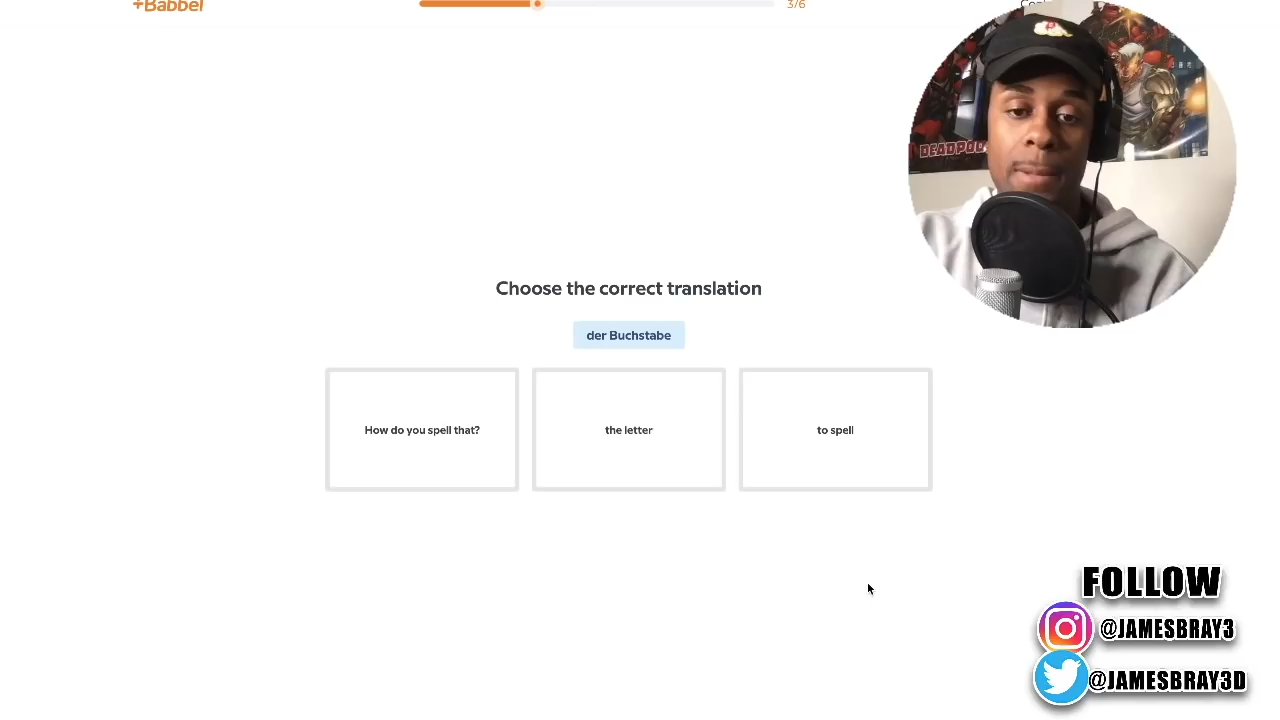 +Babbel
3/6
DEADPOO
Choose the correct translation
der Buchstabe
How do you spell that?
the letter
to spell
FOLLOW
@JAMESBRAY3
@JAMESBRAY3D